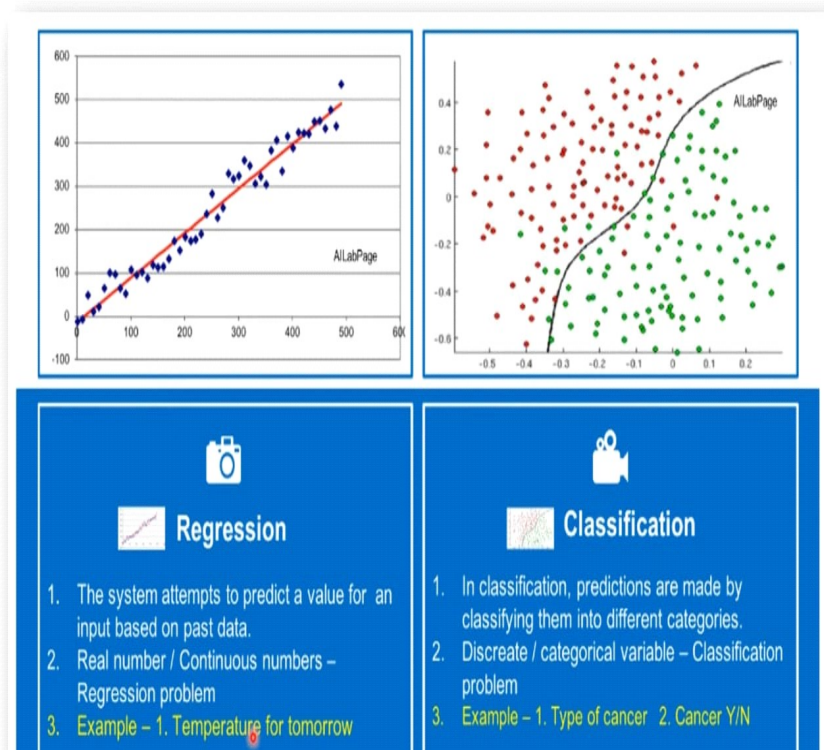 600
500
400
300
200
100
0
-100
0
100
200
300
400
500
60
AILabPage
0.4
0.2
0
-0.2
-0.4
-0.6
-0.5
-0.4
-0.3
-0.2
-0.1
0
0.1
0.2
AILabPage
Regression
1. The system attempts to predict a value for an
input based on past data.
2. Real number / Continuous numbers –
Regression problem
3. Example – 1. Temperature for tomorrow
Classification
1. In classification, predictions are made by
classifying them into different categories.
2. Discreate / categorical variable – Classification
problem
3. Example – 1. Type of cancer 2. Cancer Y/N